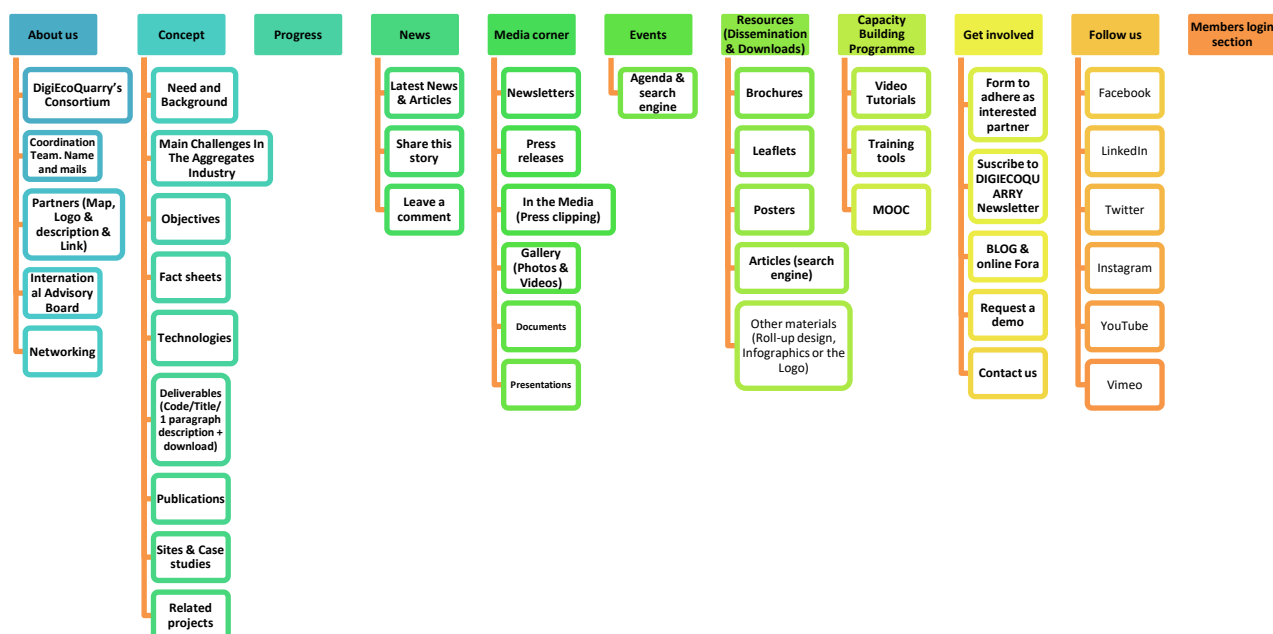 About us
DigiEcoQuarry’s
Consortium
Coordination
Team. Name
and mails
Partners (Map,
Logo &
description &
Link)
Internation
al Advisory
Board
Networking
Concept
Need and
Background
Main Challenges In
The Aggregates
Industry
Objectives
Fact sheets
Technologies
Deliverables
(Code/Title/
1 paragraph
description +
download)
Publications
Sites & Case
studies
Related
projects
Progress
News
Latest News
& Articles
Share this
story
Leave a
comment
Media corner
Newsletters
Press
releases
In the Media
(Press clipping)
Gallery
(Photos &
Videos)
Documents
Presentations
Events
Agenda &
search
engine
Resources
(Dissemination
& Downloads)
Brochures
Leaflets
Posters
Articles (search
engine)
Other materials
(Roll-up design,
Infographics or the
Logo)
Capacity
Building
Programme
Video
Tutorials
Training
tools
MOOC
Get involved
Form to
adhere as
interested
partner
Suscribe to
DIGIECOQU
ARRY
Newsletter
BLOG &
online Fora
Request a
demo
Contact us
Follow us
Facebook
LinkedIn
Twitter
Instagram
YouTube
Vimeo
Members login
section